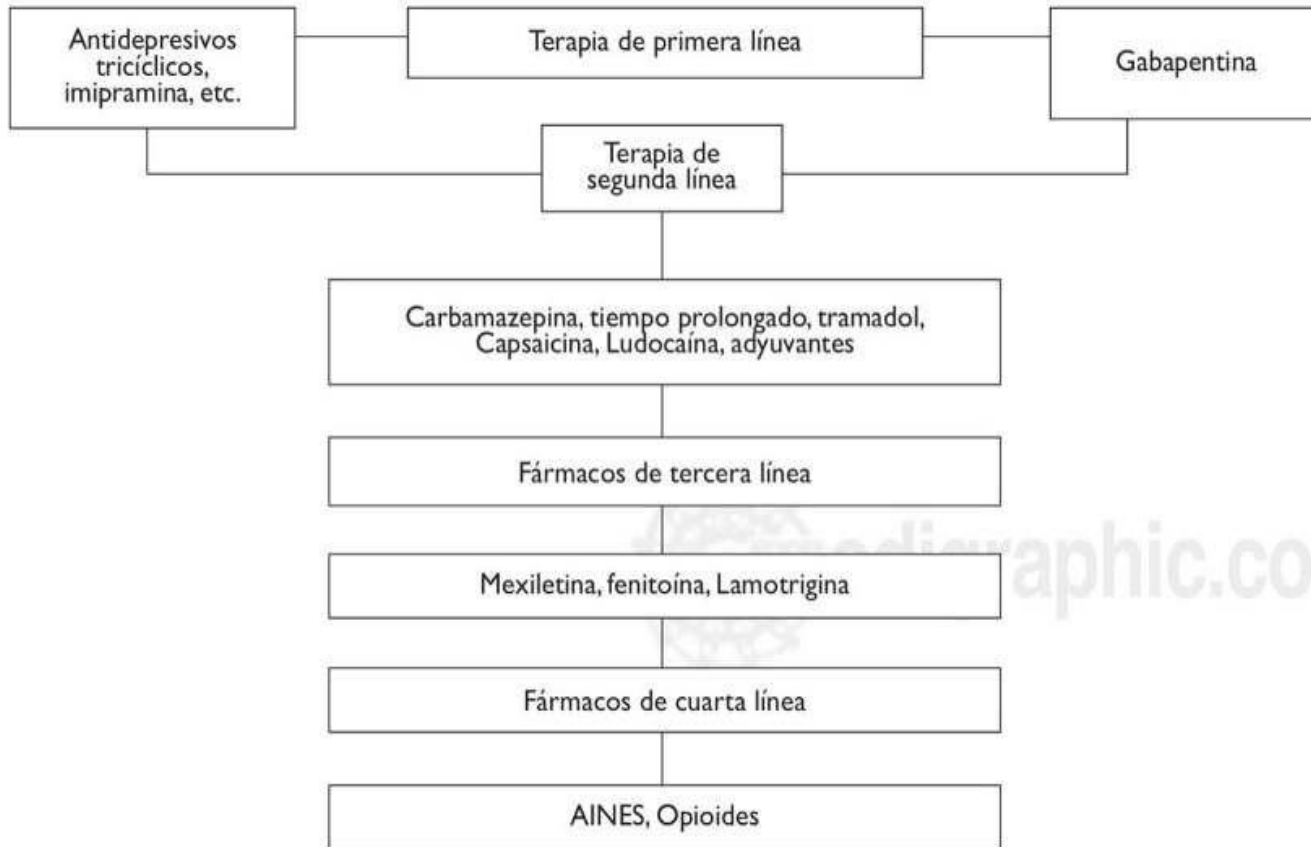 Antidepresivos
tricíclicos,
imipramina, etc.
Terapia de primera línea
Gabapentina
Terapia de
segunda línea
Carbamazepina, tiempo prolongado, tramadol,
Capsaicina, Ludocaína, adyuvantes
Fármacos de tercera línea
Mexiletina, fenitoína, Lamotrigina
Fármacos de cuarta línea
AINES, Opioides